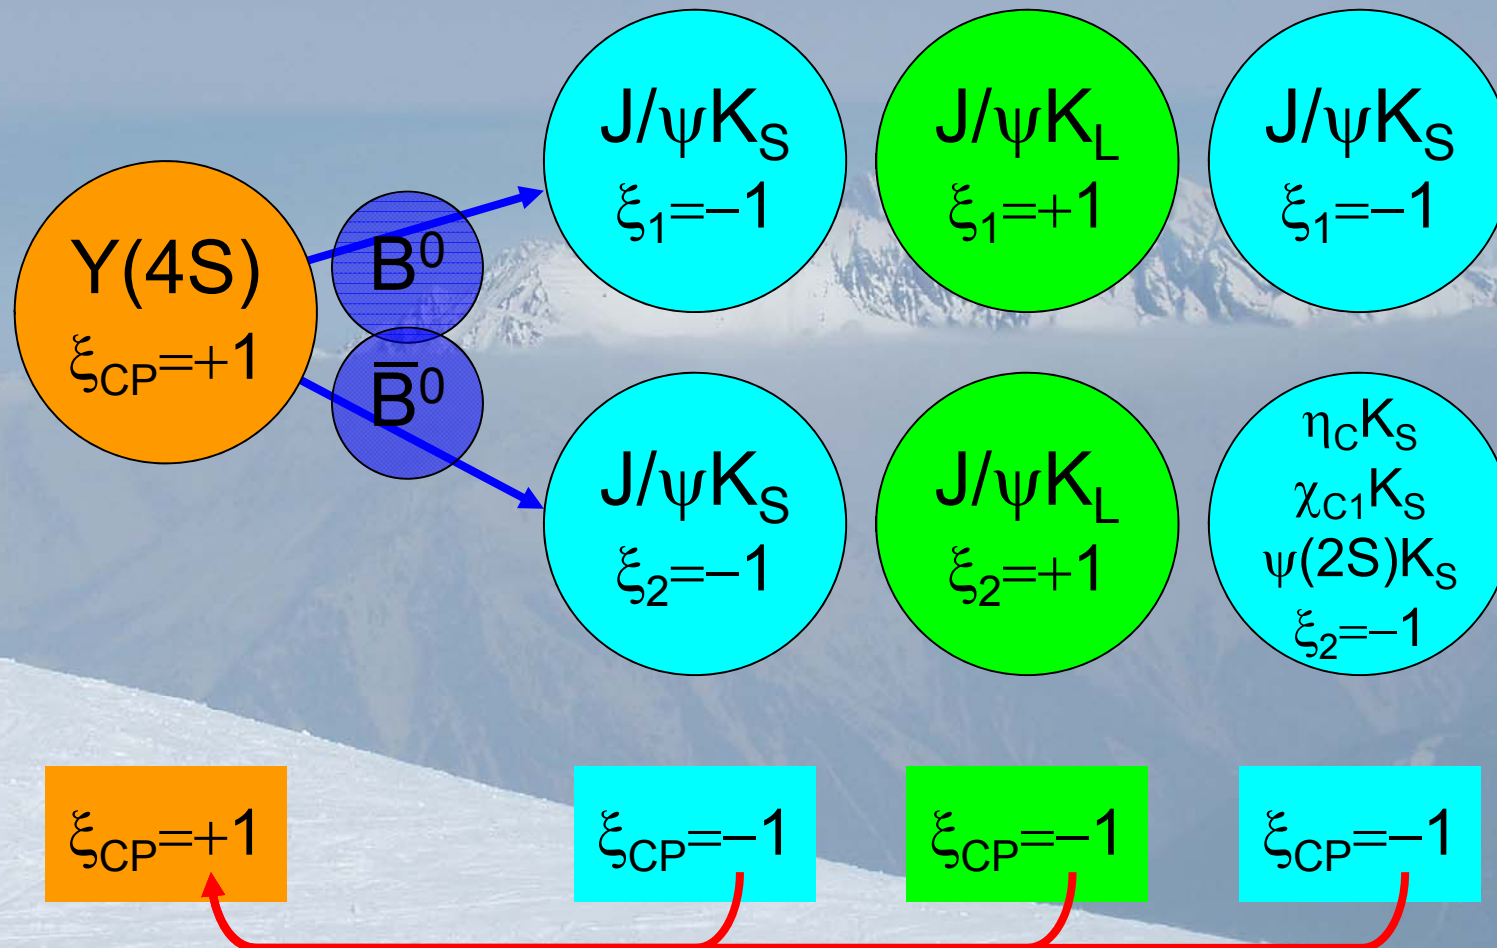 Υ(4S)
ξCP=+1
B⁰
B̅⁰
J/ψKS
ξ1=–1
J/ψKL
ξ1=+1
J/ψKS
ξ1=–1
J/ψKS
ξ2=–1
J/ψKL
ξ2=+1
ηCKS
χC1KS
ψ(2S)KS
ξ2=–1
ξCP=+1
ξCP=–1
ξCP=–1
ξCP=–1